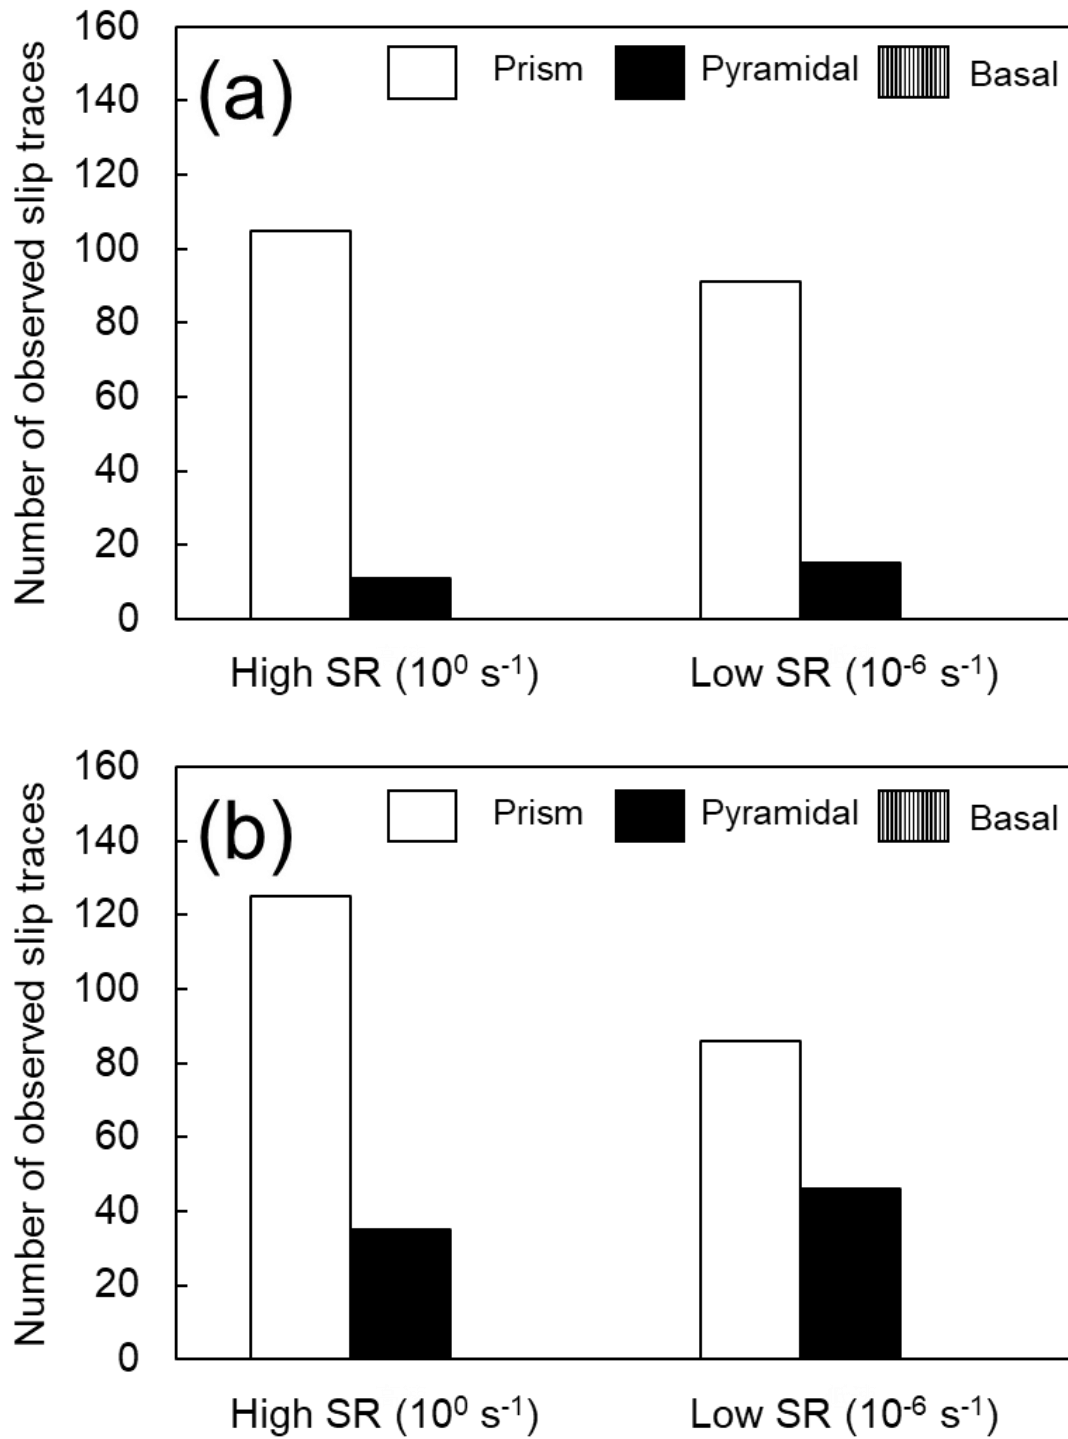 Number of observed slip traces
160
140
120
100
80
60
40
20
0
(a)
Prism
Pyramidal
Basal
High SR (10⁰ s⁻¹)
Low SR (10⁻⁶ s⁻¹)
Number of observed slip traces
160
140
120
100
80
60
40
20
0
(b)
Prism
Pyramidal
Basal
High SR (10⁰ s⁻¹)
Low SR (10⁻⁶ s⁻¹)